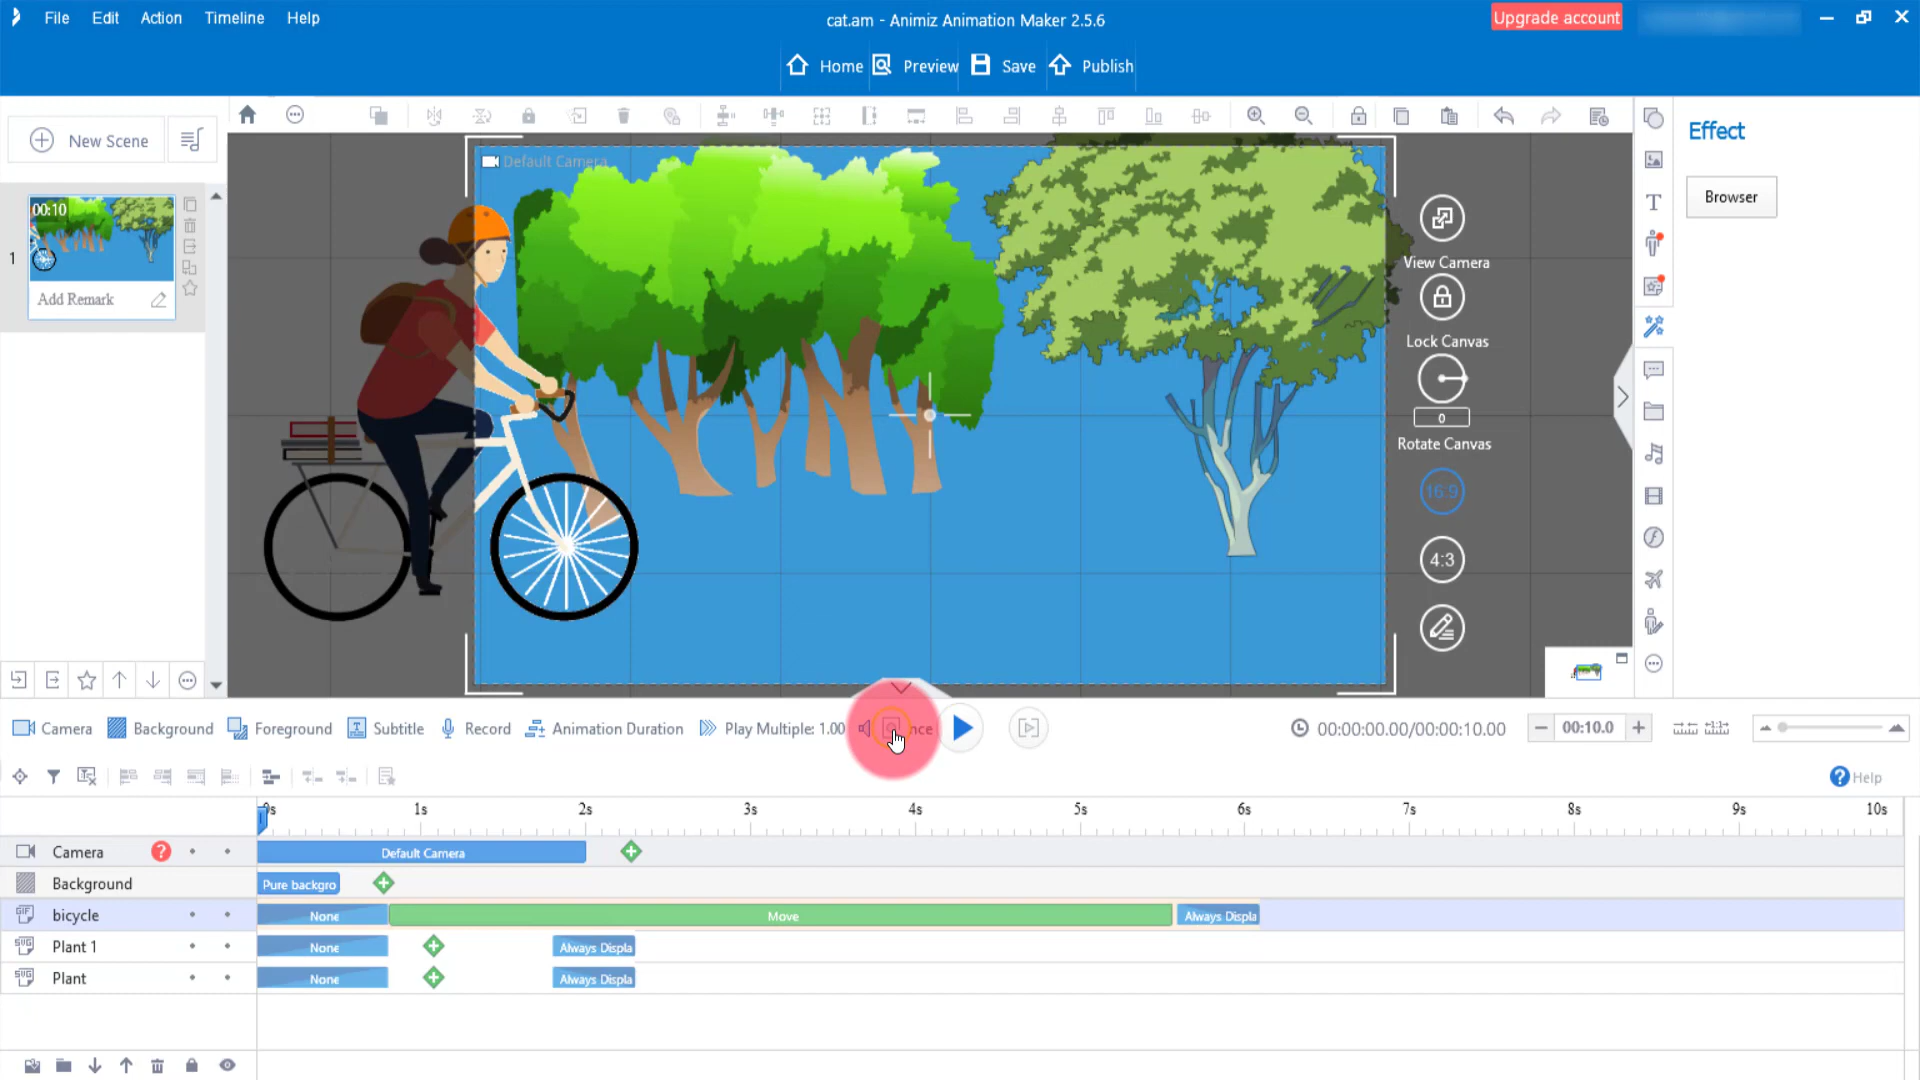 File Edit Action Timeline Help
cat.am - Animiz Animation Maker 2.5.6
Upgrade account
Home Preview Save Publish
New Scene
Effect
Browser
00:10
1
Add Remark
Default Camera
View Camera
Lock Canvas
0
Rotate Canvas
16:9
4:3
Camera Background Foreground Subtitle Record Animation Duration Play Multiple: 1.00
00:00:00.00/00:00:10.00
00:10.0
Help
0s 1s 2s 3s 4s 5s 6s 7s 8s 9s 10s
Camera ? Default Camera
Background Pure backgro
GIF bicycle None Move Always Displa
SVG Plant 1 None Always Displa
SVG Plant None Always Displa